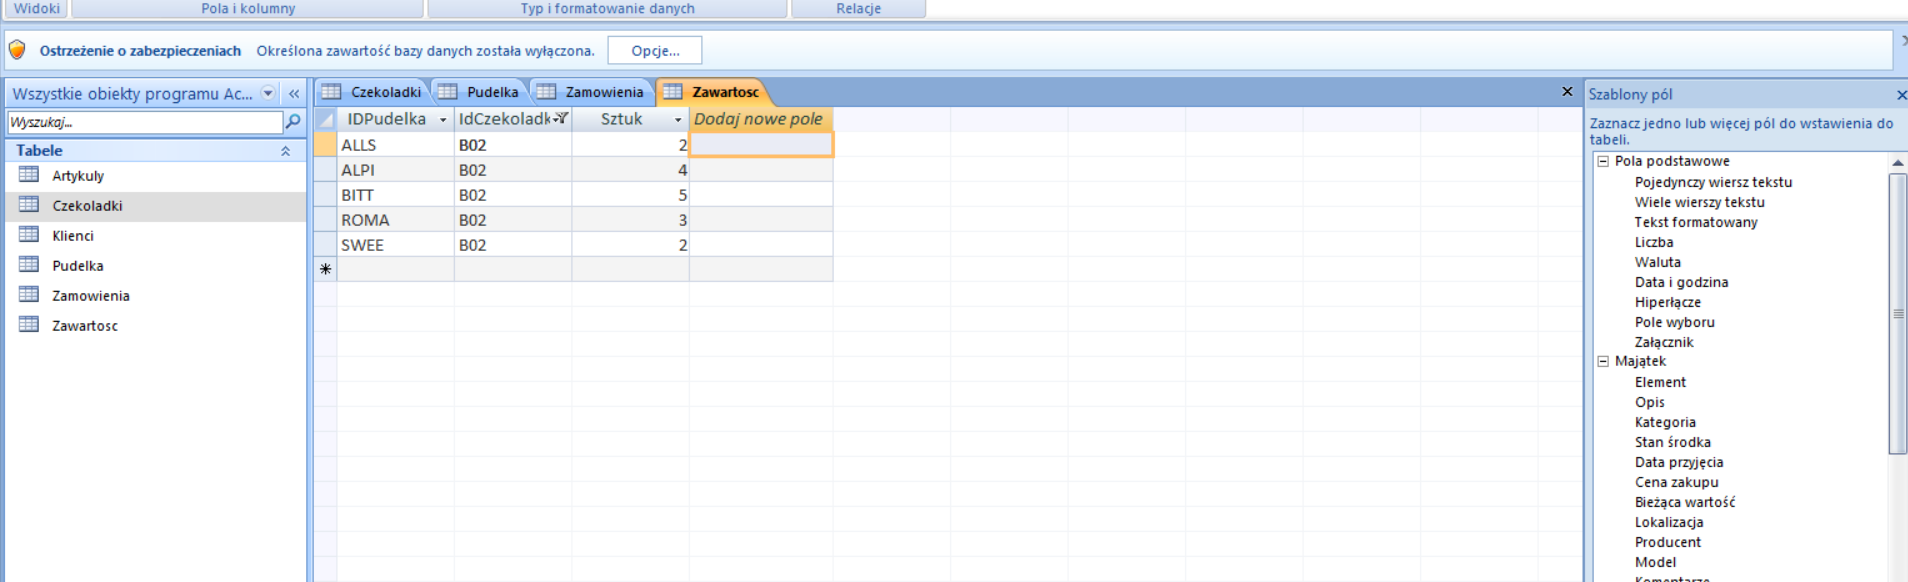 Widoki Pola i kolumny Typ i formatowanie danych Relacje
Ostrzeżenie o zabezpieczeniach Określona zawartość bazy danych została wyłączona. Opcje...
Wszystkie obiekty programu Ac... «
Wyszukaj...
Tabele
Artykuly
Czekoladki
Klienci
Pudelka
Zamowienia
Zawartosc
Czekoladki Pudelka Zamowienia Zawartosc
IDPudelka IdCzekoladk Sztuk Dodaj nowe pole
ALLS B02 2
ALPI B02 4
BITT B02 5
ROMA B02 3
SWEE B02 2
Szablony pól
Zaznacz jedno lub więcej pól do wstawienia do
tabeli.
Pola podstawowe
Pojedynczy wiersz tekstu
Wiele wierszy tekstu
Tekst formatowany
Liczba
Waluta
Data i godzina
Hiperłącze
Pole wyboru
Załącznik
Majątek
Element
Opis
Kategoria
Stan środka
Data przyjęcia
Cena zakupu
Bieżąca wartość
Lokalizacja
Producent
Model
Komentarze